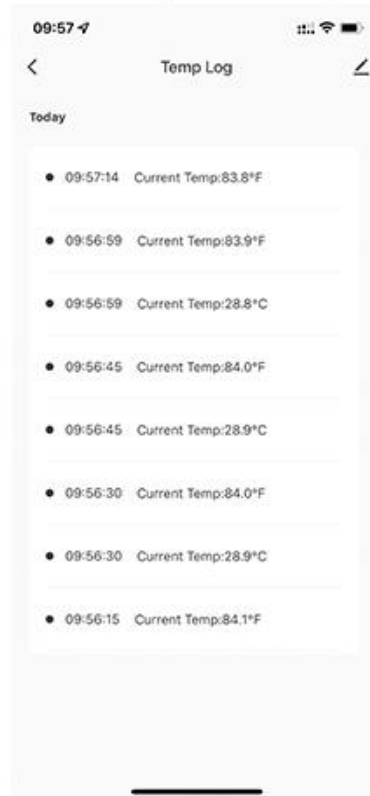 09:57
Temp Log
Today
09:57:14 Current Temp:83.8°F
09:56:59 Current Temp:83.9°F
09:56:59 Current Temp:28.8°C
09:56:45 Current Temp:84.0°F
09:56:45 Current Temp:28.9°C
09:56:30 Current Temp:84.0°F
09:56:30 Current Temp:28.9°C
09:56:15 Current Temp:84.1°F